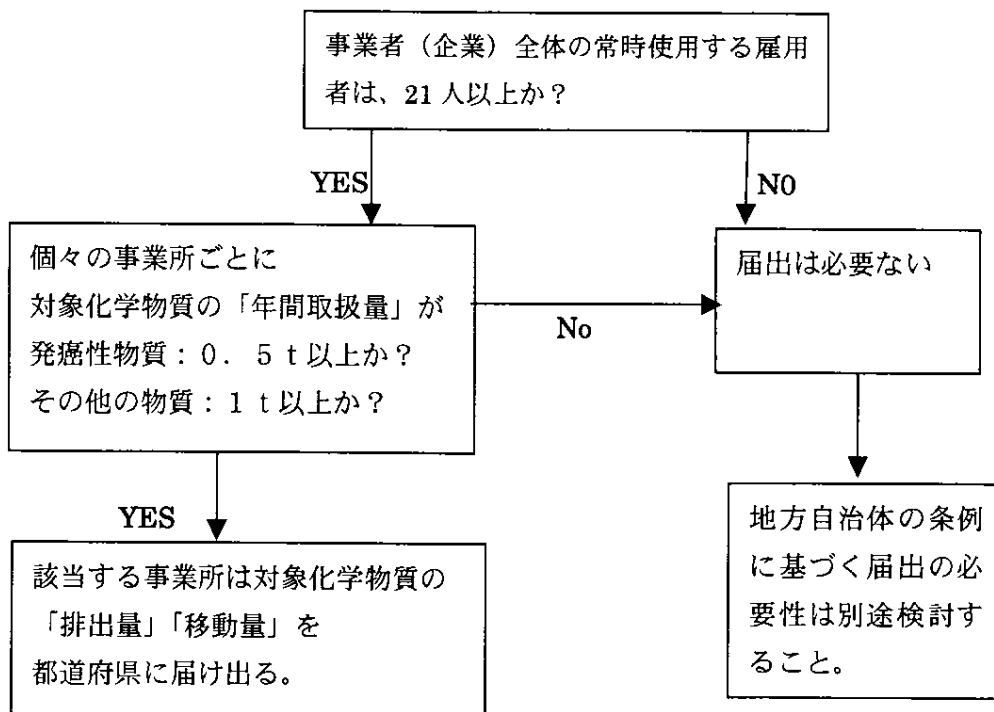 事業者（企業）全体の常時使用する雇用
者は、21人以上か？
YES
NO
個々の事業所ごとに
対象化学物質の「年間取扱量」が
発癌性物質：０．５ｔ以上か？
その他の物質：１ｔ以上か？
No
届出は必要ない
YES
該当する事業所は対象化学物質の
「排出量」「移動量」を
都道府県に届け出る。
地方自治体の条例
に基づく届出の必
要性は別途検討す
ること。